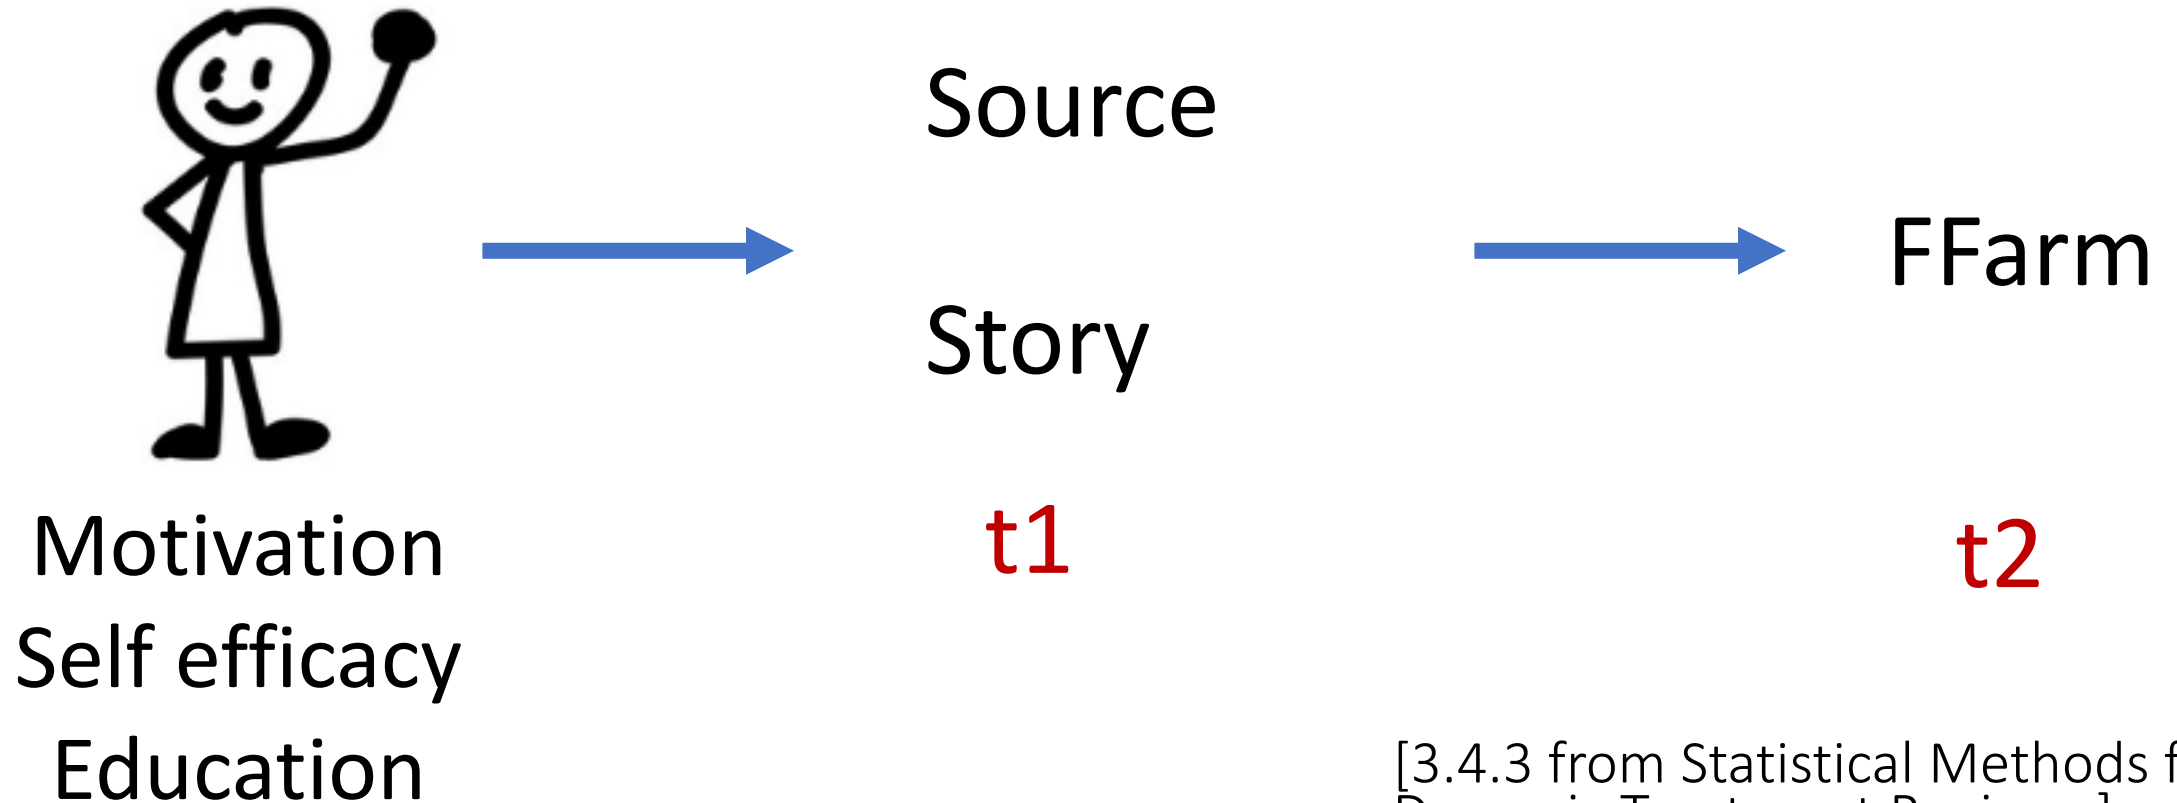 Source
Story
FFarm
t1
t2
Motivation
Self efficacy
Education
[3.4.3 from Statistical Methods f